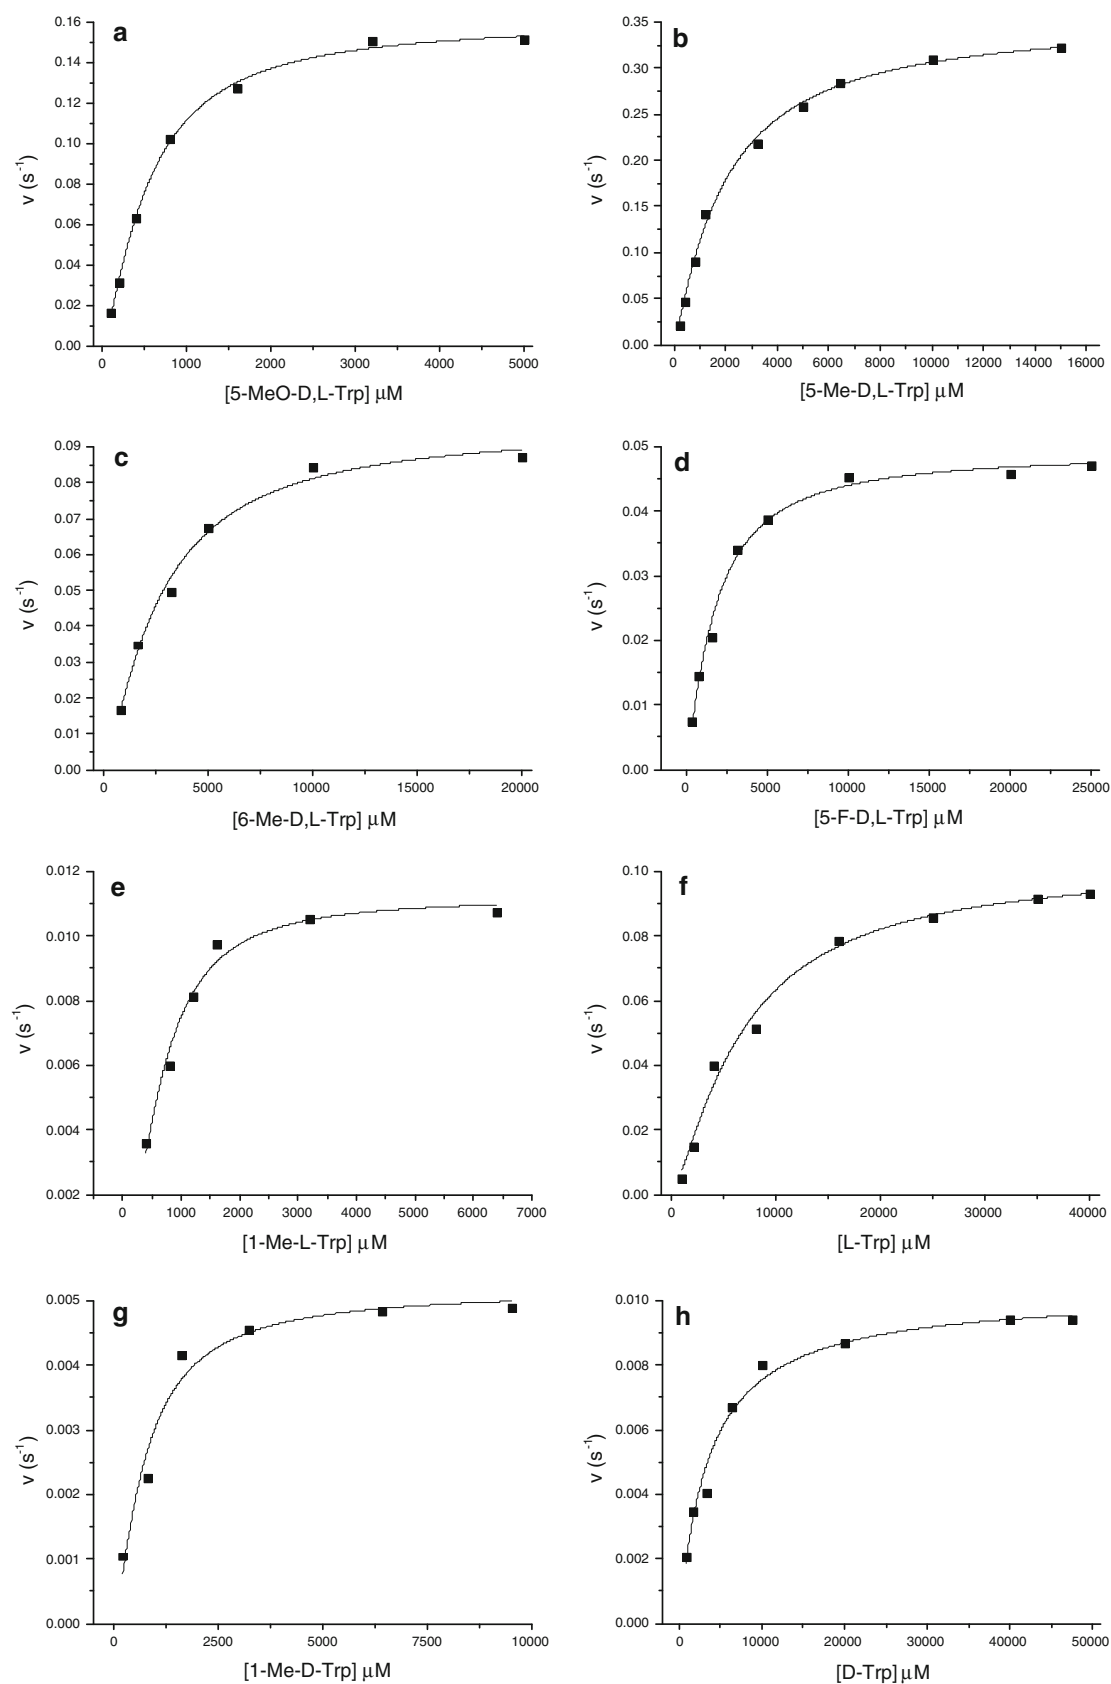 a
0.16
0.14
0.12
0.10
0.08
0.06
0.04
0.02
0.00
v (s⁻¹)
0 1000 2000 3000 4000 5000
[5-MeO-D,L-Trp] μM
b
0.35
0.30
0.25
0.20
0.15
0.10
0.05
0.00
v (s⁻¹)
0 2000 4000 6000 8000 10000 12000 14000 16000
[5-Me-D,L-Trp] μM
c
0.09
0.08
0.07
0.06
0.05
0.04
0.03
0.02
0.01
0.00
v (s⁻¹)
0 5000 10000 15000 20000
[6-Me-D,L-Trp] μM
d
0.05
0.04
0.03
0.02
0.01
0.00
v (s⁻¹)
0 5000 10000 15000 20000 25000
[5-F-D,L-Trp] μM
e
0.012
0.010
0.008
0.006
0.004
0.002
v (s⁻¹)
0 1000 2000 3000 4000 5000 6000 7000
[1-Me-L-Trp] μM
f
0.10
0.08
0.06
0.04
0.02
0.00
v (s⁻¹)
0 10000 20000 30000 40000
[L-Trp] μM
g
0.005
0.004
0.003
0.002
0.001
0.000
v (s⁻¹)
0 2500 5000 7500 10000
[1-Me-D-Trp] μM
h
0.010
0.008
0.006
0.004
0.002
0.000
v (s⁻¹)
0 10000 20000 30000 40000 50000
[D-Trp] μM